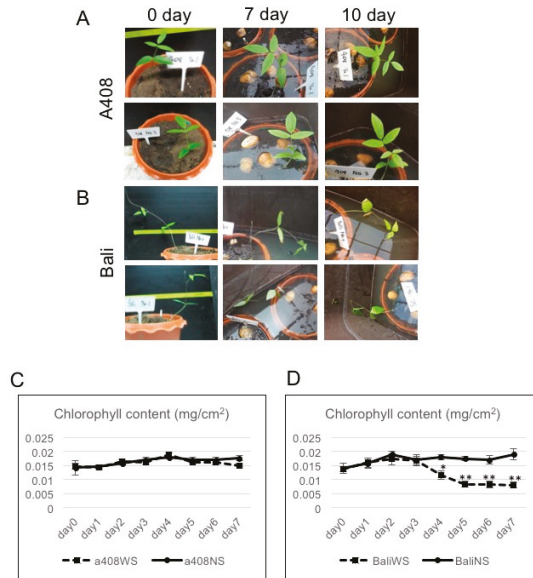 A
0 day
7 day
10 day
A408
B
Bali
C
Chlorophyll content (mg/cm²)
0.025
0.02
0.015
0.01
0.005
0
day0
day1
day2
day3
day4
day5
day6
day7
a408WS
a408NS
D
Chlorophyll content (mg/cm²)
0.025
0.02
0.015
0.01
0.005
0
*
**
**
**
day0
day1
day2
day3
day4
day5
day6
day7
BaliWS
BaliNS